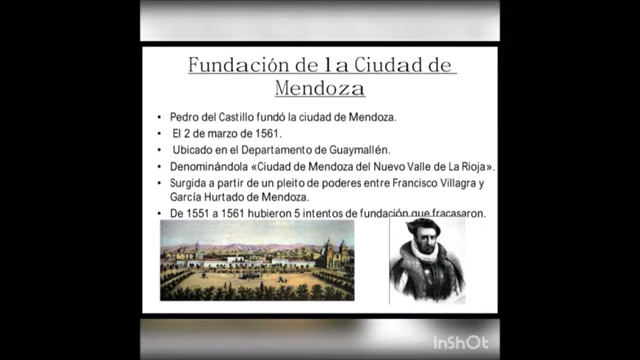 Fundación de la Ciudad de
Mendoza
• Pedro del Castillo fundó la ciudad de Mendoza.
• El 2 de marzo de 1561.
• Ubicado en el Departamento de Guaymallén.
• Denominándola «Ciudad de Mendoza del Nuevo Valle de La Rioja».
• Surgida a partir de un pleito de poderes entre Francisco Villagra y
García Hurtado de Mendoza.
• De 1551 a 1561 hubieron 5 intentos de fundación que fracasaron.
InShOt